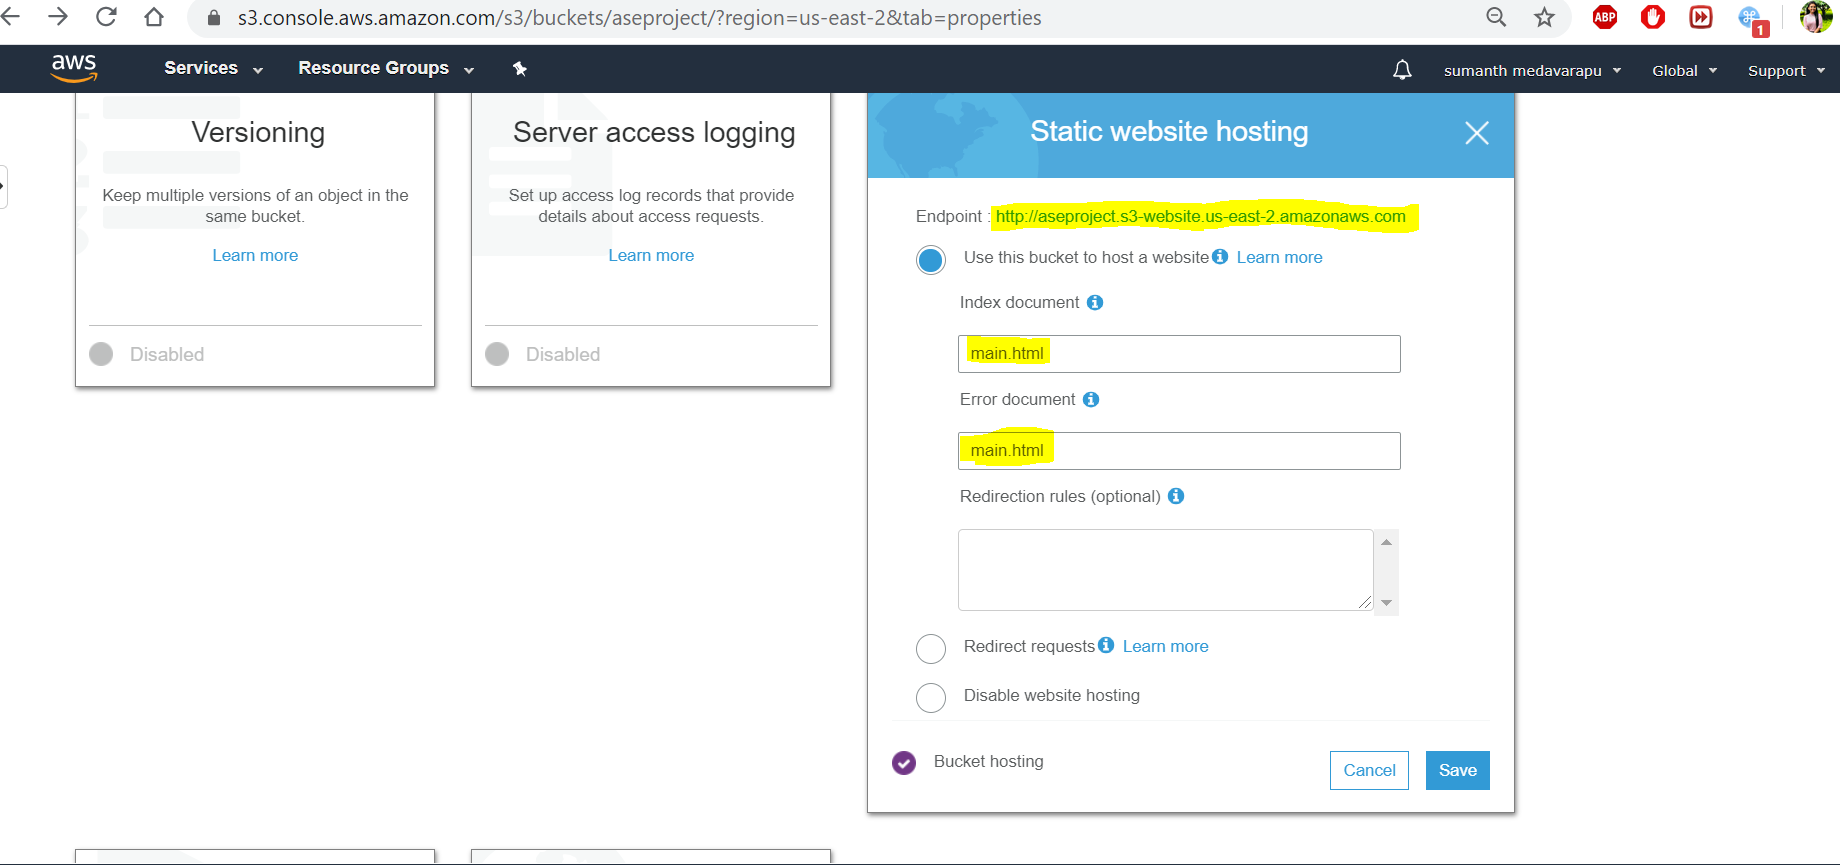 s3.console.aws.amazon.com/s3/buckets/aseproject/?region=us-east-2&tab=properties
ABP
1
aws
Services
Resource Groups
sumanth medavarapu
Global
Support
Versioning
Keep multiple versions of an object in the
same bucket.
Learn more
Disabled
Server access logging
Set up access log records that provide
details about access requests.
Learn more
Disabled
Static website hosting
Endpoint : http://aseproject.s3-website.us-east-2.amazonaws.com
Use this bucket to host a website Learn more
Index document
main.html
Error document
main.html
Redirection rules (optional)
Redirect requests Learn more
Disable website hosting
Bucket hosting
Cancel
Save